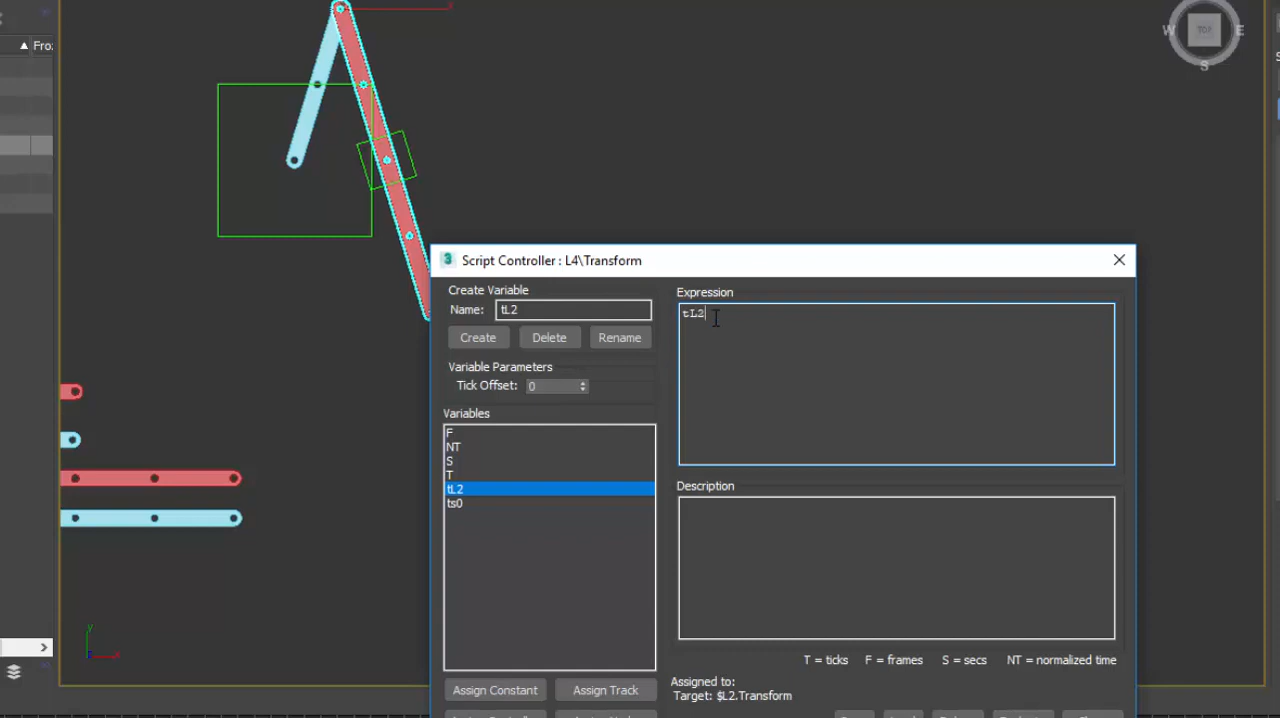 Fro:
TOP
W
E
S
x
y
x
3
Script Controller : L4\Transform
Create Variable
Name:
tL2
Create
Delete
Rename
Variable Parameters
Tick Offset:
0
Variables
F
NT
S
T
tL2
ts0
Assign Constant
Assign Track
Expression
tL2
Description
T = ticks F = frames S = secs NT = normalized time
Assigned to:
Target: $L2.Transform